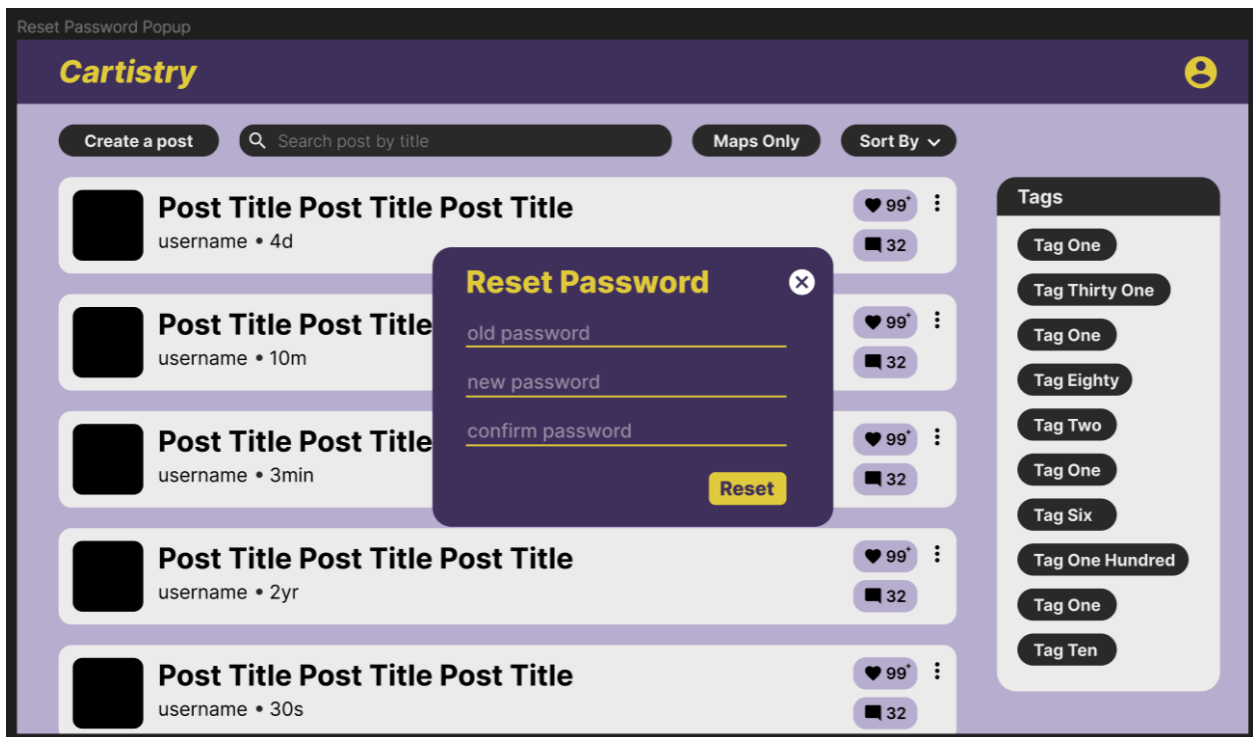 Reset Password Popup
Cartistry
Create a post
Search post by title
Maps Only
Sort By
Post Title Post Title Post Title
username • 4d
99+
32
Post Title Post Title
username • 10m
99+
32
Post Title Post Title
username • 3min
99+
32
Post Title Post Title Post Title
username • 2yr
99+
32
Post Title Post Title Post Title
username • 30s
99+
32
Reset Password
old password
new password
confirm password
Reset
Tags
Tag One
Tag Thirty One
Tag One
Tag Eighty
Tag Two
Tag One
Tag Six
Tag One Hundred
Tag One
Tag Ten